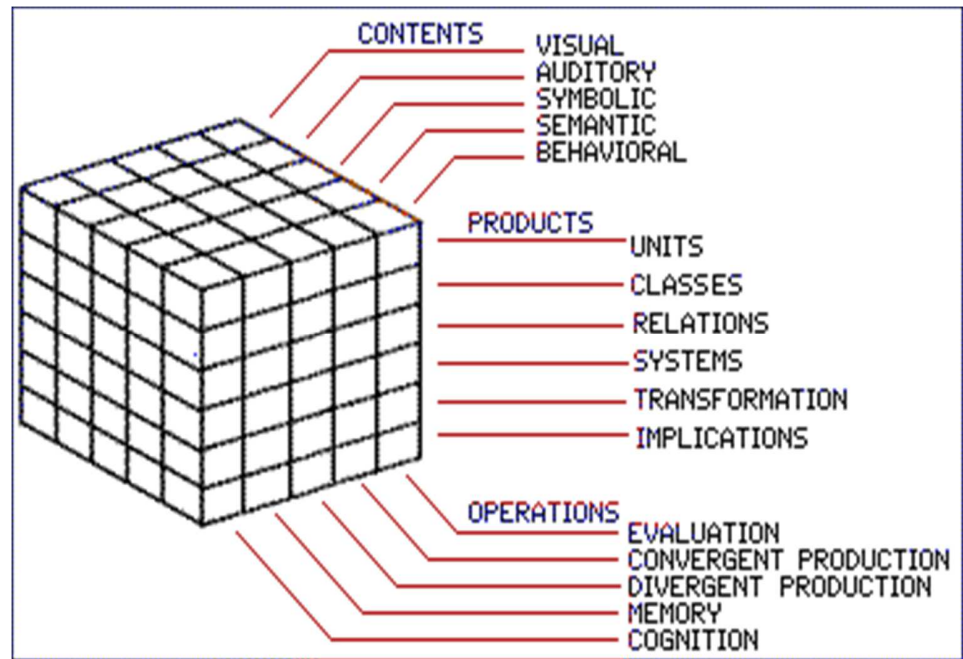 CONTENTS
VISUAL
AUDITORY
SYMBOLIC
SEMANTIC
BEHAVIORAL
PRODUCTS
UNITS
CLASSES
RELATIONS
SYSTEMS
TRANSFORMATION
IMPLICATIONS
OPERATIONS
EVALUATION
CONVERGENT PRODUCTION
DIVERGENT PRODUCTION
MEMORY
COGNITION